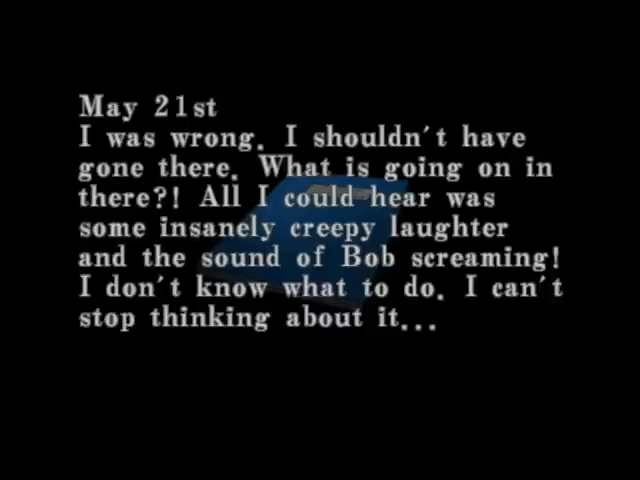 May 21st
I was wrong. I shouldn't have
gone there. What is going on in
there?! All I could hear was
some insanely creepy laughter
and the sound of Bob screaming!
I don't know what to do. I can't
stop thinking about it...